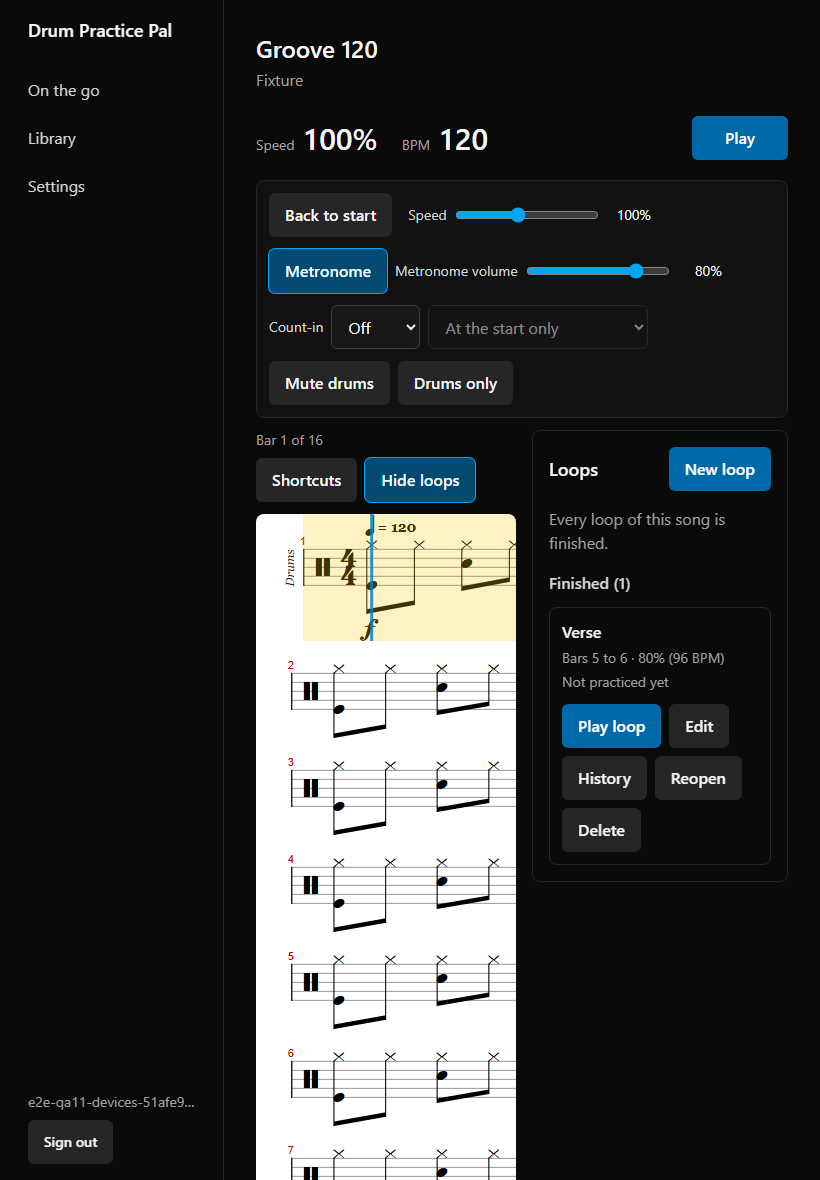 Drum Practice Pal
On the go
Library
Settings
e2e-qa11-devices-51afe9...
Sign out
Groove 120
Fixture
Speed 100% BPM 120
Play
Back to start Speed 100%
Metronome Metronome volume 80%
Count-in Off At the start only
Mute drums Drums only
Bar 1 of 16
Shortcuts Hide loops
= 120
1
Drums
4
4
f
2
3
4
5
6
7
Loops New loop
Every loop of this song is
finished.
Finished (1)
Verse
Bars 5 to 6 · 80% (96 BPM)
Not practiced yet
Play loop Edit
History Reopen
Delete